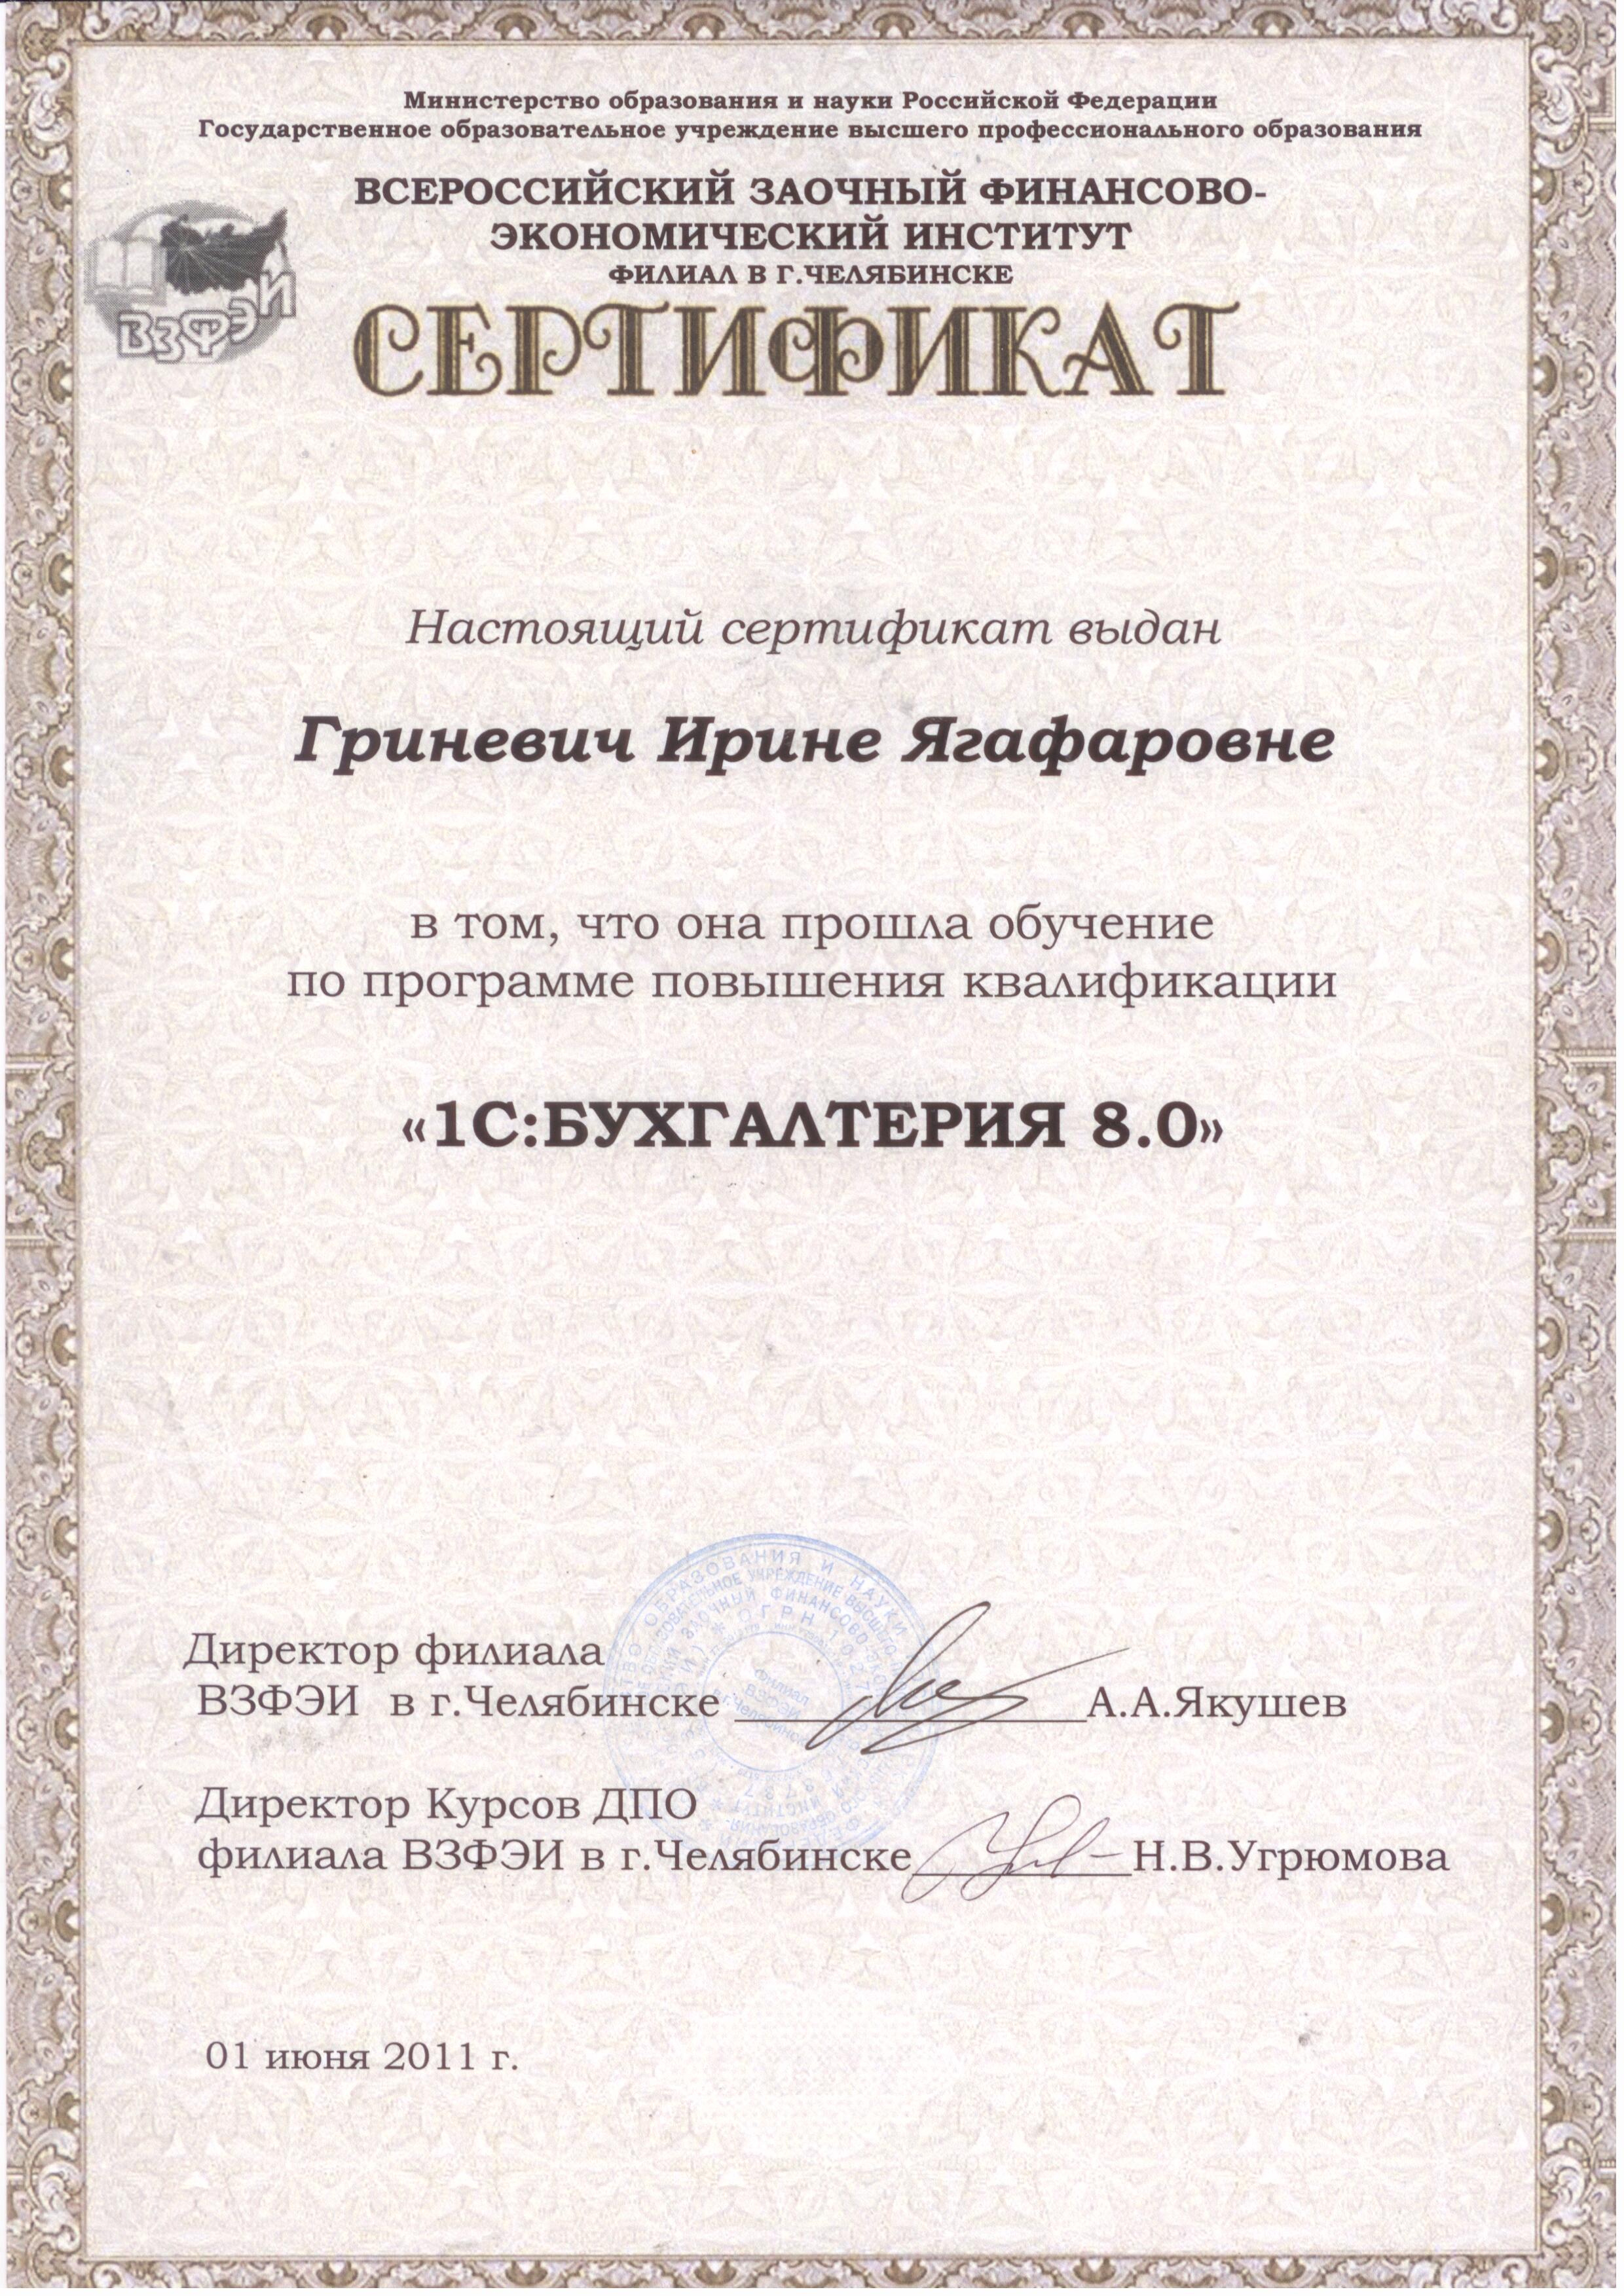 Министерство образования и науки Российской Федерации
Государственное образовательное учреждение высшего профессионального образования
ВСЕРОССИЙСКИЙ ЗАОЧНЫЙ ФИНАНСОВО-
ЭКОНОМИЧЕСКИЙ ИНСТИТУТ
ФИЛИАЛ В Г.ЧЕЛЯБИНСКЕ
ВЗФЭИ
СЕРТИФИКАТ
Настоящий сертификат выдан
Гриневич Ирине Ягафаровне
в том, что она прошла обучение
по программе повышения квалификации
«1С:БУХГАЛТЕРИЯ 8.0»
Директор филиала
ВЗФЭИ в г.Челябинске А.А.Якушев
Директор Курсов ДПО
филиала ВЗФЭИ в г.Челябинске Н.В.Угрюмова
филиал
ВЗФЭИ
01 июня 2011 г.